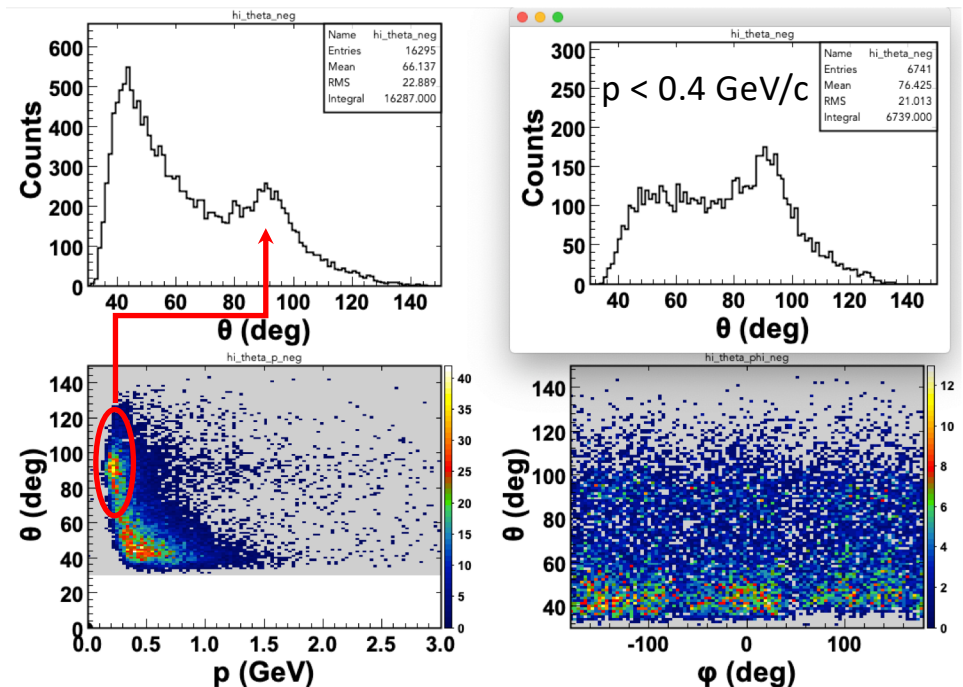 hi_theta_neg
Name hi_theta_neg
Entries 16295
Mean 66.137
RMS 22.889
Integral 16287.000
600
500
400
300
200
100
0
Counts
40 60 80 100 120 140
θ (deg)
hi_theta_neg
Name hi_theta_neg
Entries 6741
Mean 76.425
RMS 21.013
Integral 6739.000
p < 0.4 GeV/c
300
250
200
150
100
50
0
Counts
40 60 80 100 120 140
θ (deg)
hi_theta_p_neg
140
120
100
80
60
40
20
0
θ (deg)
0.0 0.5 1.0 1.5 2.0 2.5 3.0
p (GeV)
40
35
30
25
20
15
10
5
0
hi_theta_phi_neg
140
120
100
80
60
40
θ (deg)
-100 0 100
φ (deg)
12
10
8
6
4
2
0